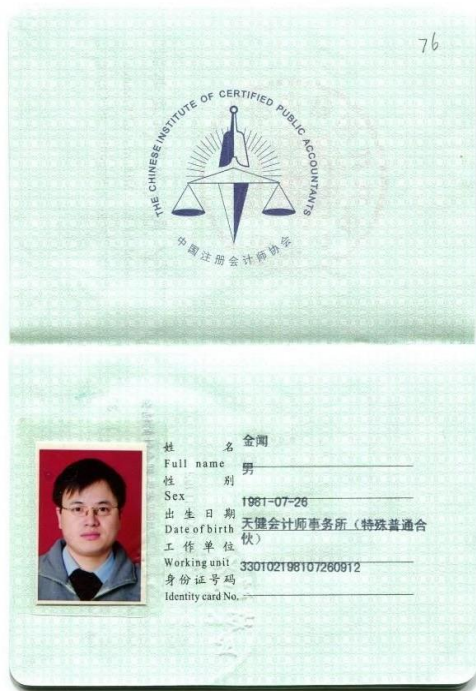 76
THE CHINESE INSTITUTE OF CERTIFIED PUBLIC ACCOUNTANTS
中国注册会计师协会
姓 名 金闻
Full name
性 别 男
Sex
出生日期 1981-07-26
Date of birth
工作单位 天健会计师事务所（特殊普通合
Working unit 伙）
身份证号码 330102198107260912
Identity card No.